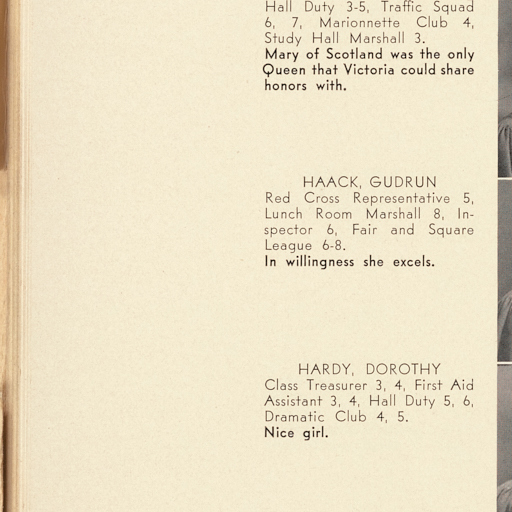 Hall Duty 3-5, Traffic Squad
6, 7, Marionnette Club 4,
Study Hall Marshall 3.
Mary of Scotland was the only
Queen that Victoria could share
honors with.
HAACK, GUDRUN
Red Cross Representative 5,
Lunch Room Marshall 8, In-
spector 6, Fair and Square
League 6-8.
In willingness she excels.
HARDY, DOROTHY
Class Treasurer 3, 4, First Aid
Assistant 3, 4, Hall Duty 5, 6,
Dramatic Club 4, 5.
Nice girl.